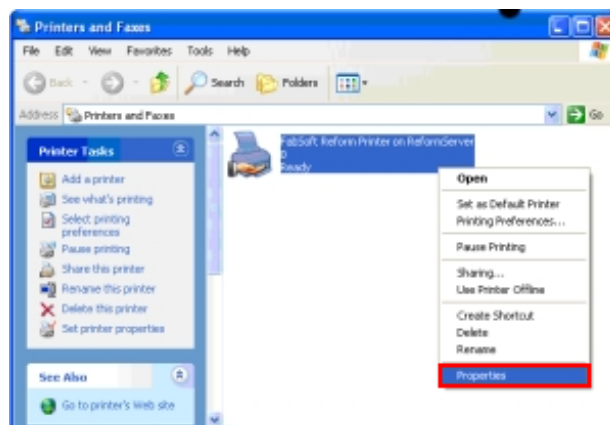 Printers and Faxes
File Edit View Favorites Tools Help
Back Search Folders
Address Printers and Faxes Go
Printer Tasks
Add a printer
See what's printing
Select printing
preferences
Pause printing
Share this printer
Rename this printer
Delete this printer
Set printer properties
See Also
Go to printer's Web site
FabSoft Reform Printer on ReformServer
0
Ready
Open
Set as Default Printer
Printing Preferences...
Pause Printing
Sharing...
Use Printer Offline
Create Shortcut
Delete
Rename
Properties